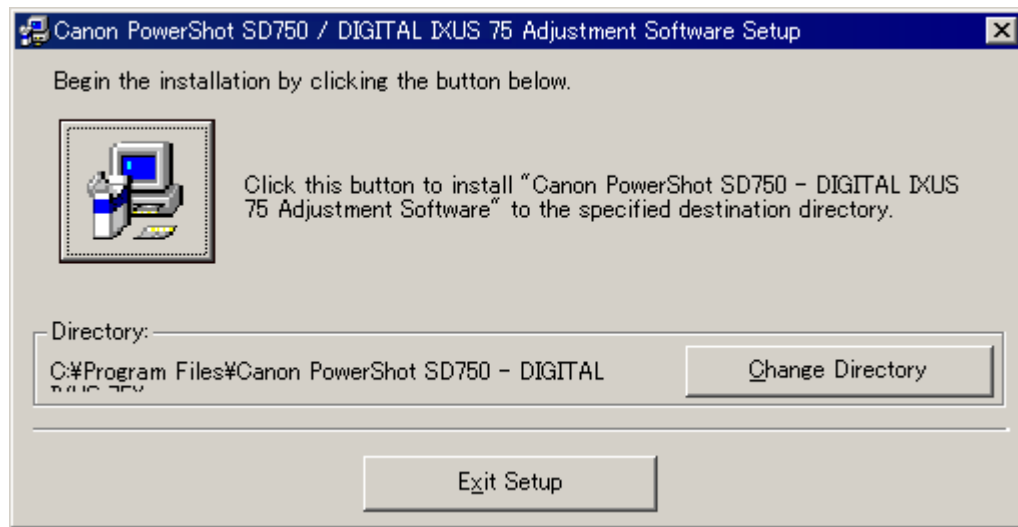 Canon PowerShot SD750 / DIGITAL IXUS 75 Adjustment Software Setup
Begin the installation by clicking the button below.
Click this button to install "Canon PowerShot SD750 - DIGITAL IXUS
75 Adjustment Software" to the specified destination directory.
Directory:
C:¥Program Files¥Canon PowerShot SD750 - DIGITAL
Change Directory
Exit Setup